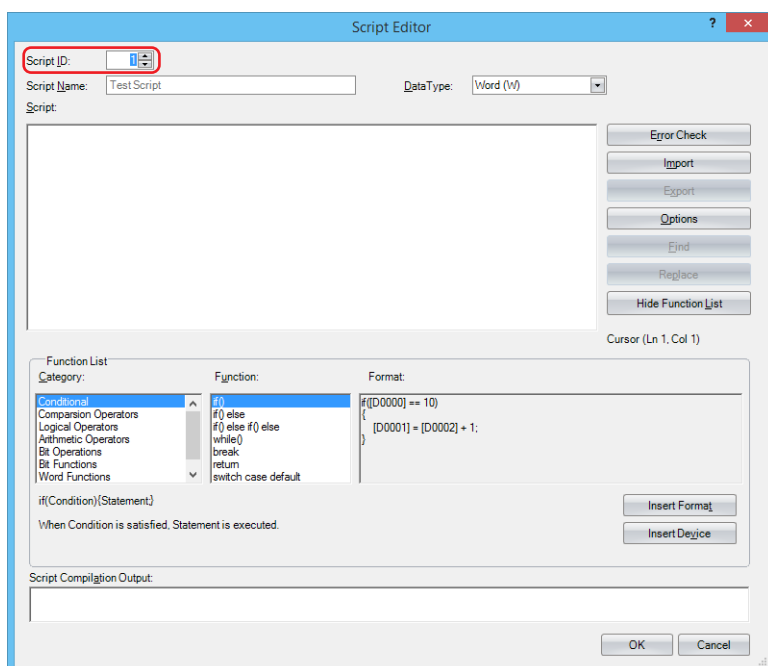 Script Editor
? ×
Script ID: 1
Script Name: Test Script DataType: Word (W)
Script:
Error Check
Import
Export
Options
Find
Replace
Hide Function List
Cursor (Ln 1, Col 1)
Function List
Category: Function: Format:
Conditional
Comparsion Operators
Logical Operators
Arithmetic Operators
Bit Operations
Bit Functions
Word Functions
if()
if() else
if() else if() else
while()
break
return
switch case default
if([D0000] == 10)
{
[D0001] = [D0002] + 1;
}
if(Condition){Statement;}
When Condition is satisfied, Statement is executed.
Insert Format
Insert Device
Script Compilation Output:
OK Cancel